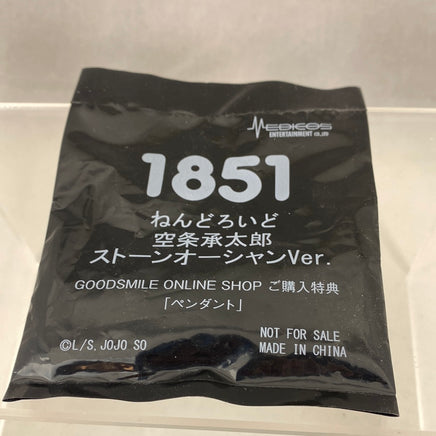 MEDICOS
ENTERTAINMENT CO.,LTD
1851
ねんどろいど
空条承太郎
ストーンオーシャンVer.
GOODSMILE ONLINE SHOP ご購入特典
「ペンダント」
©L/S,JOJO SO
NOT FOR SALE
MADE IN CHINA